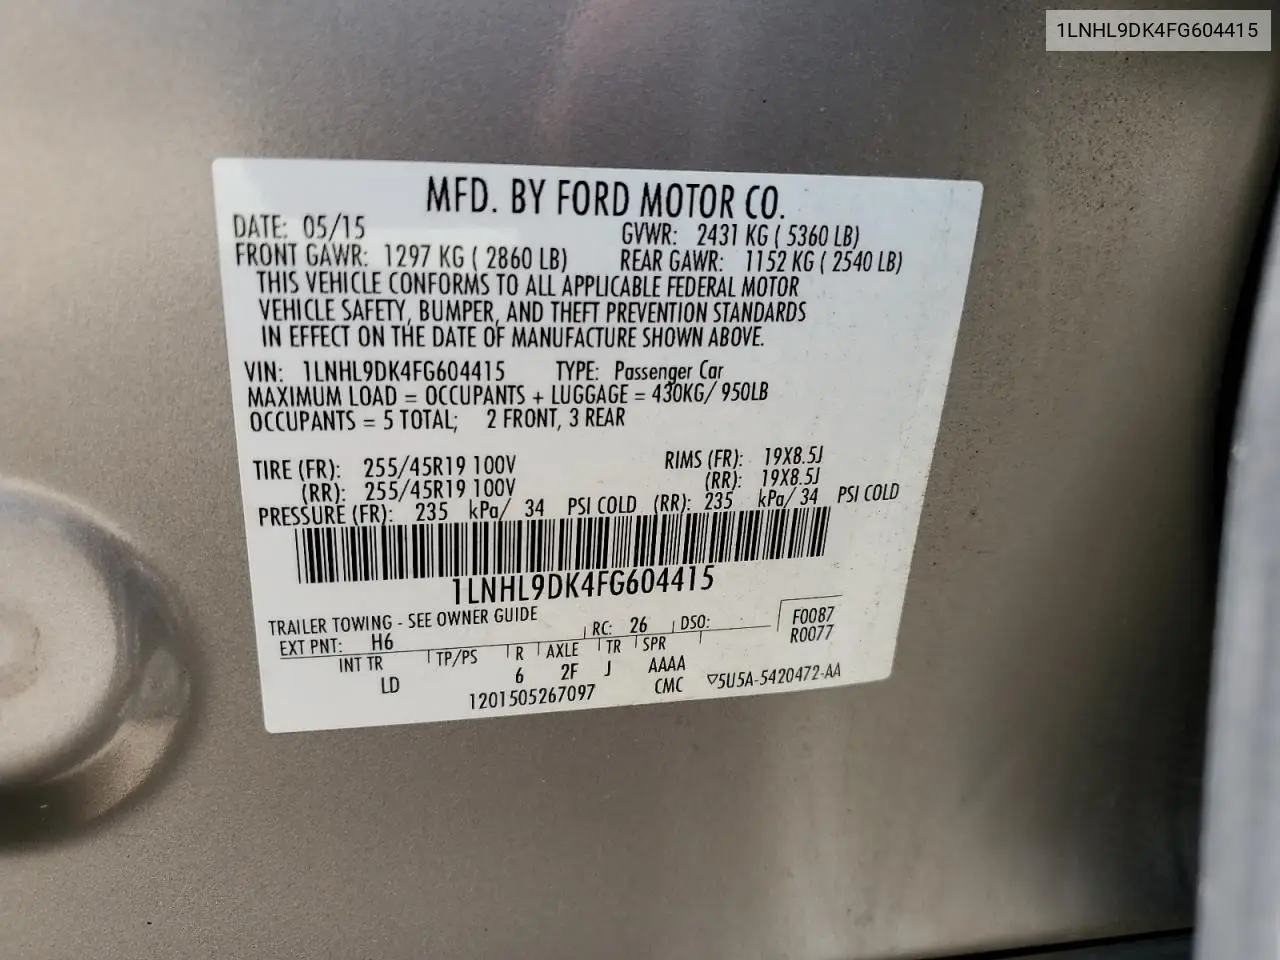 1LNHL9DK4FG604415
MFD. BY FORD MOTOR CO.
DATE: 05/15 GVWR: 2431 KG ( 5360 LB)
FRONT GAWR: 1297 KG ( 2860 LB) REAR GAWR: 1152 KG ( 2540 LB)
THIS VEHICLE CONFORMS TO ALL APPLICABLE FEDERAL MOTOR
VEHICLE SAFETY, BUMPER, AND THEFT PREVENTION STANDARDS
IN EFFECT ON THE DATE OF MANUFACTURE SHOWN ABOVE.
VIN: 1LNHL9DK4FG604415 TYPE: Passenger Car
MAXIMUM LOAD = OCCUPANTS + LUGGAGE = 430KG/ 950LB
OCCUPANTS = 5 TOTAL; 2 FRONT, 3 REAR
TIRE (FR): 255/45R19 100V RIMS (FR): 19X8.5J
(RR): 255/45R19 100V (RR): 19X8.5J
PRESSURE (FR): 235 kPa/ 34 PSI COLD (RR): 235 kPa/ 34 PSI COLD
1LNHL9DK4FG604415
TRAILER TOWING - SEE OWNER GUIDE
EXT PNT: H6 RC: 26 DSO: F0087
R0077
INT TR TP/PS R AXLE TR SPR
LD 6 2F J AAAA
1201505267097 CMC ▽5U5A-5420472-AA